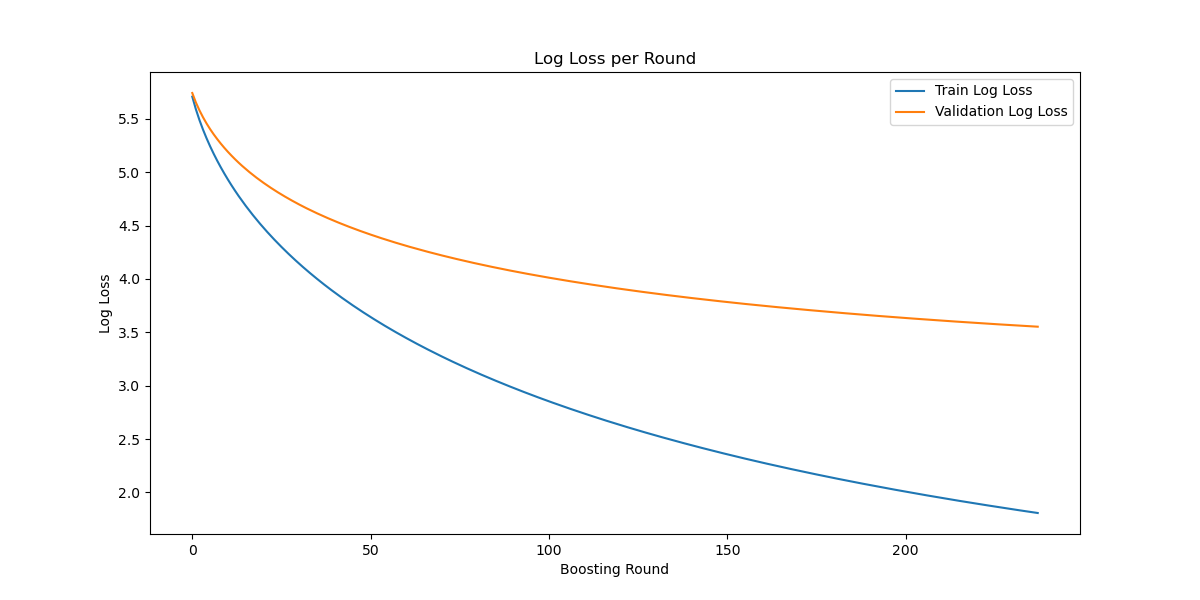 Log Loss per Round
Train Log Loss
Validation Log Loss
Log Loss
5.5
5.0
4.5
4.0
3.5
3.0
2.5
2.0
0 50 100 150 200
Boosting Round